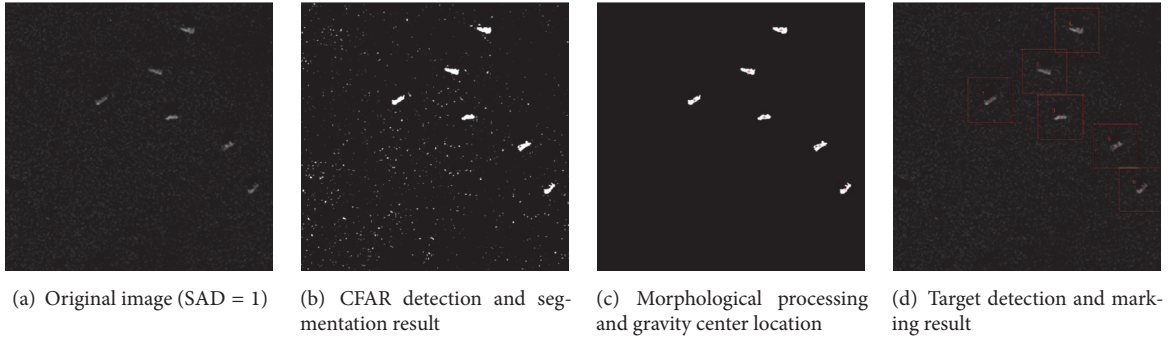 (a) Original image (SAD = 1)
(b) CFAR detection and seg-
mentation result
(c) Morphological processing
and gravity center location
(d) Target detection and mark-
ing result